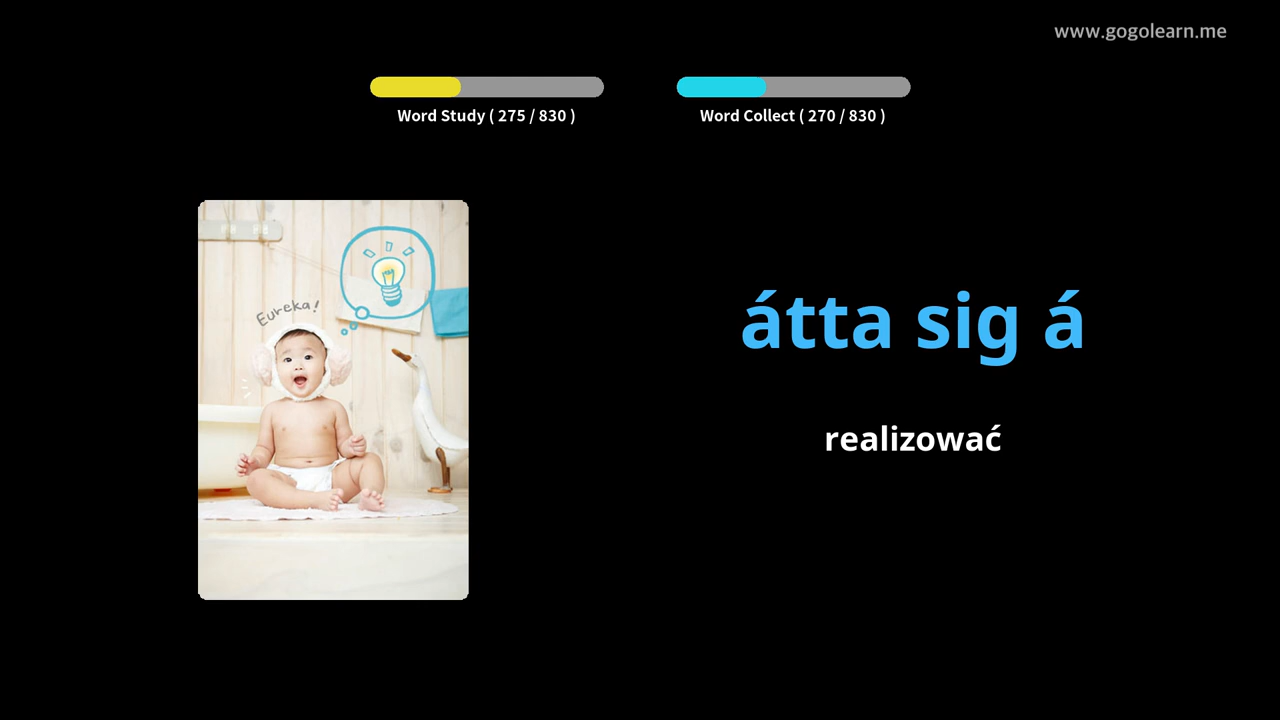 www.gogolearn.me
Word Study ( 275 / 830 )
Word Collect ( 270 / 830 )
Eureka!
átta sig á
realizować